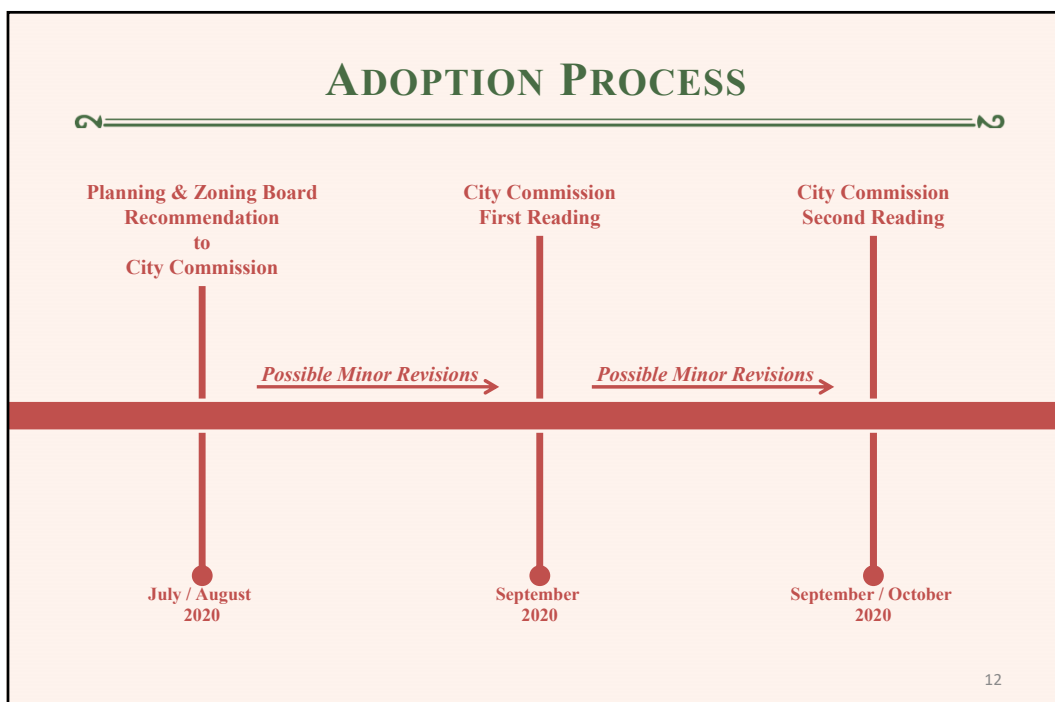 ADOPTION PROCESS
Planning & Zoning Board
Recommendation
to
City Commission
City Commission
First Reading
City Commission
Second Reading
Possible Minor Revisions
Possible Minor Revisions
July / August
2020
September
2020
September / October
2020
12